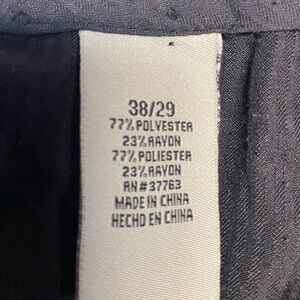 38/29
77% POLYESTER
23% RAYON
77% POLIESTER
23% RAYON
RN#37763
MADE IN CHINA
HECHO EN CHINA